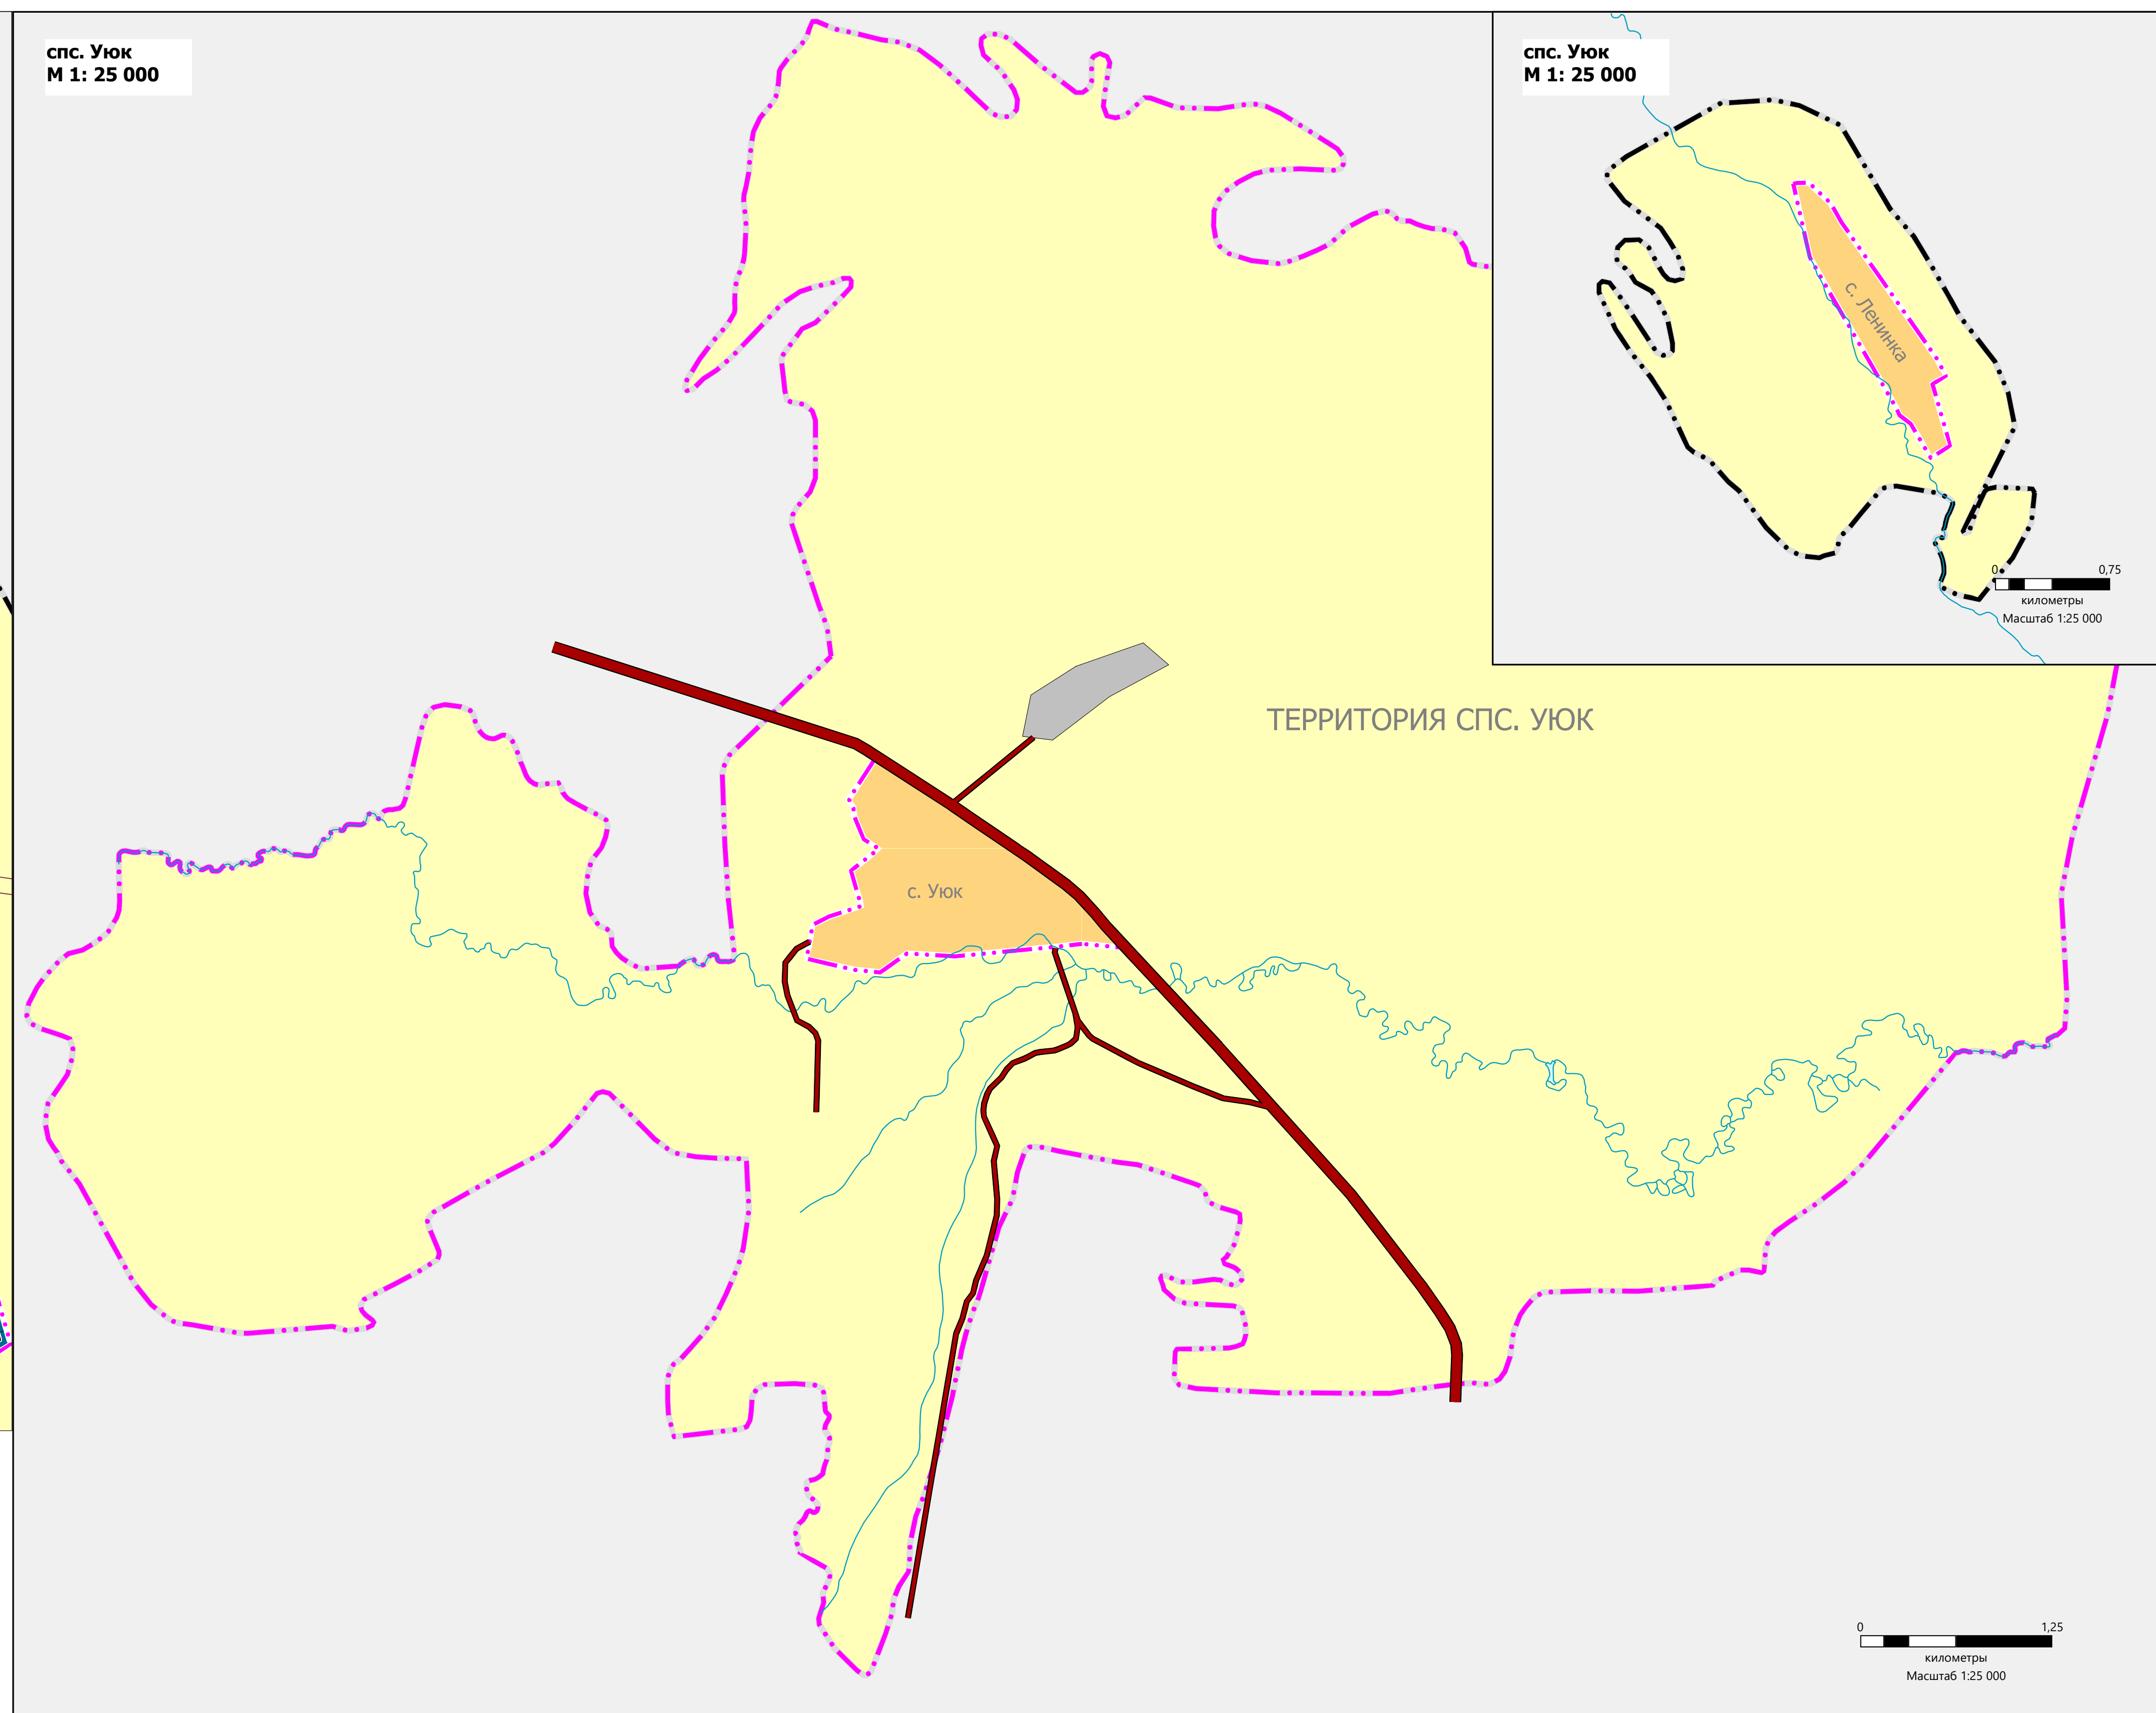 спс. Уюк
М 1: 25 000
спс. Уюк
М 1: 25 000
с. Ленинка
0 0,75
километры
Масштаб 1:25 000
ТЕРРИТОРИЯ СПС. УЮК
с. Уюк
0 1,25
километры
Масштаб 1:25 000